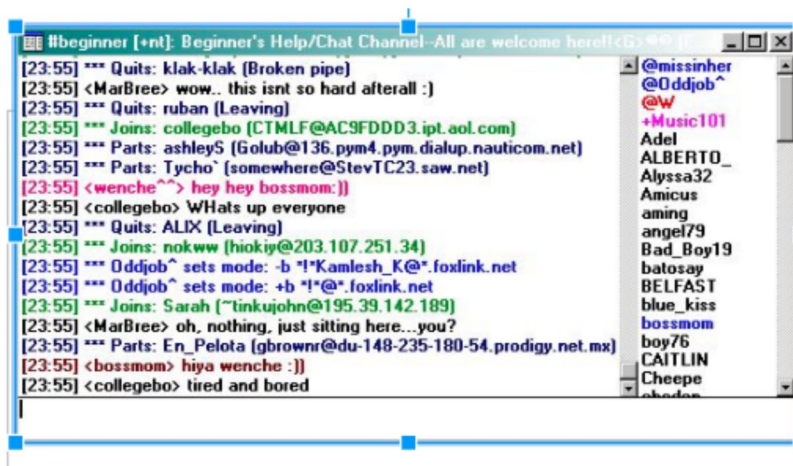 #beginner [+nt]: Beginner's Help/Chat Channel--All are welcome here!!<G>
[23:55] *** Quits: klak-klak (Broken pipe)
[23:55] <MarBree> wow.. this isnt so hard afterall :)
[23:55] *** Quits: ruban (Leaving)
[23:55] *** Joins: collegebo (CTMLF@AC9FDDD3.ipt.aol.com)
[23:55] *** Parts: ashleyS (Golub@136.pym4.pym.dialup.nauticom.net)
[23:55] *** Parts: Tycho` (somewhere@StevTC23.saw.net)
[23:55] <wenche^^> hey hey bossmom:))
[23:55] <collegebo> WHats up everyone
[23:55] *** Quits: ALIX (Leaving)
[23:55] *** Joins: nokww (hiokiy@203.107.251.34)
[23:55] *** Oddjob^ sets mode: -b *!*Kamlesh_K@*.foxlink.net
[23:55] *** Oddjob^ sets mode: +b *!*@*.foxlink.net
[23:55] *** Joins: Sarah (~tinkujohn@195.39.142.189)
[23:55] <MarBree> oh, nothing, just sitting here...you?
[23:55] *** Parts: En_Pelota (gbrownr@du-148-235-180-54.prodigy.net.mx)
[23:55] <bossmom> hiya wenche :))
[23:55] <collegebo> tired and bored
@missinher
@Oddjob^
@W
+Music101
Adel
ALBERTO_
Alyssa32
Amicus
aming
angel79
Bad_Boy19
batosay
BELFAST
blue_kiss
bossmom
boy76
CAITLIN
Cheepe